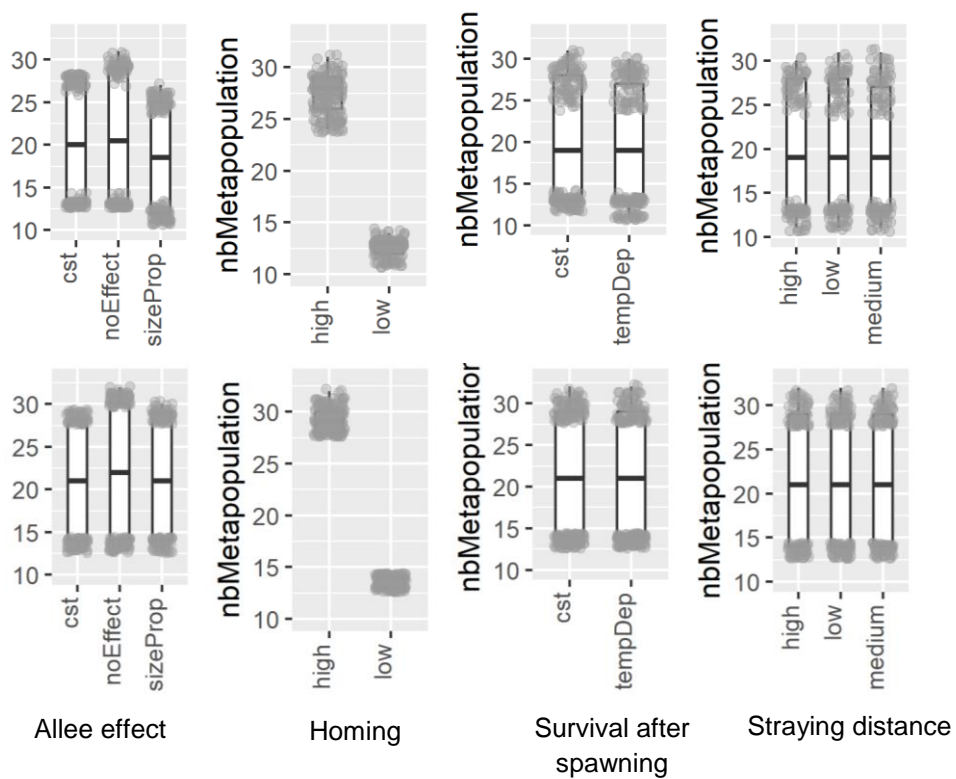 30
25
20
15
10
cst
noEffect
sizeProp
nbMetapopulation
30
25
20
15
10
high
low
nbMetapopulation
30
25
20
15
10
cst
tempDep
nbMetapopulation
30
25
20
15
10
high
low
medium
30
25
20
15
10
cst
noEffect
sizeProp
nbMetapopulation
30
25
20
15
10
high
low
nbMetapopulation
30
25
20
15
10
cst
tempDep
nbMetapopulation
30
25
20
15
10
high
low
medium
Allee effect
Homing
Survival after
spawning
Straying distance